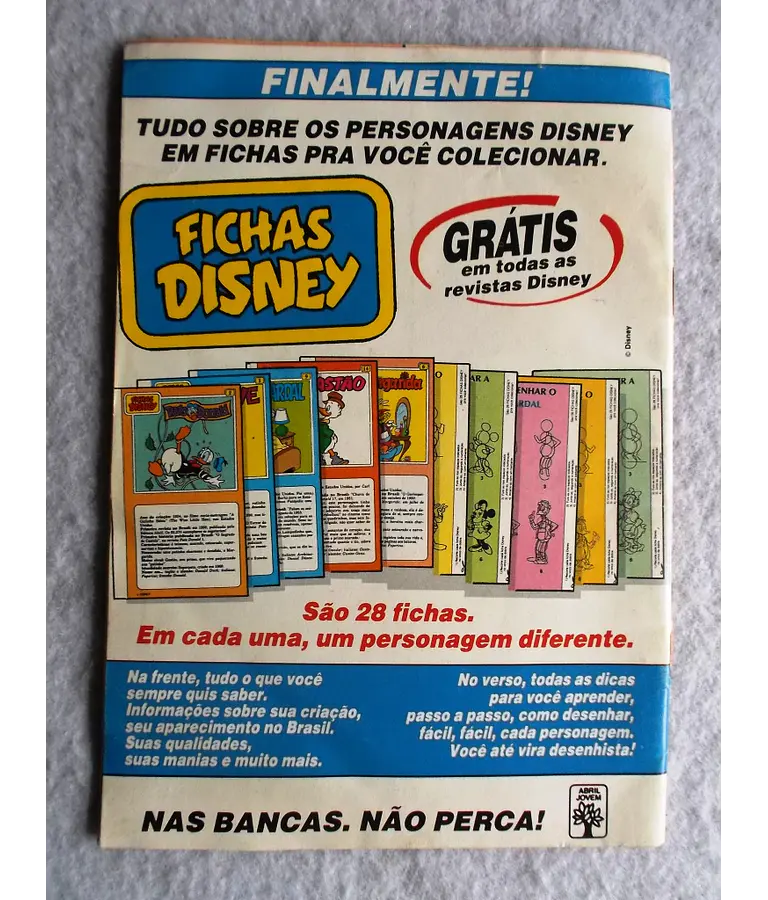 FINALMENTE!
TUDO SOBRE OS PERSONAGENS DISNEY
EM FICHAS PRA VOCÊ COLECIONAR.
FICHAS
DISNEY
GRÁTIS
em todas as
revistas Disney
© Disney
ENHAR O
ARDAL
AR A
R A
São 28 fichas.
Em cada uma, um personagem diferente.
Na frente, tudo o que você
sempre quis saber.
Informações sobre sua criação,
seu aparecimento no Brasil.
Suas qualidades,
suas manias e muito mais.
No verso, todas as dicas
para você aprender,
passo a passo, como desenhar,
fácil, fácil, cada personagem.
Você até vira desenhista!
NAS BANCAS. NÃO PERCA!
ABRIL
JOVEM